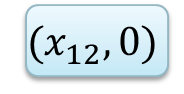 (x₁₂, 0)